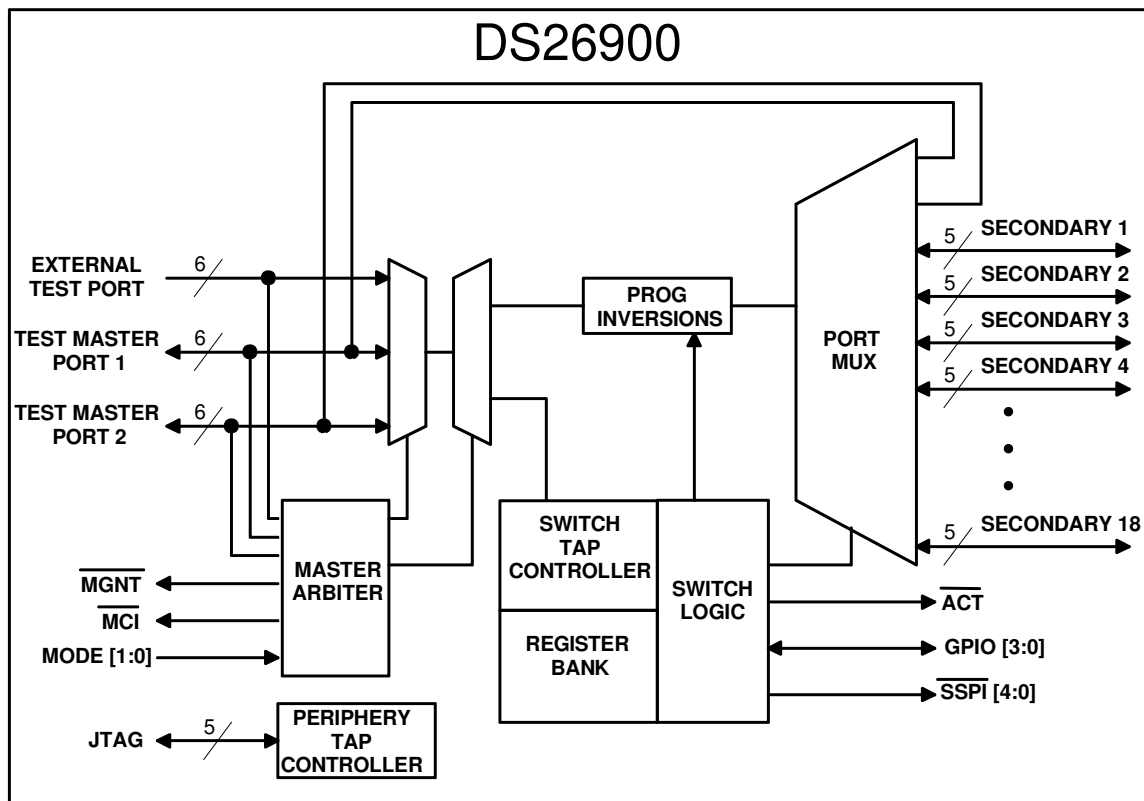 DS26900
EXTERNAL
TEST PORT
6
TEST MASTER
PORT 1
6
TEST MASTER
PORT 2
6
PROG
INVERSIONS
PORT
MUX
5
SECONDARY 1
5
SECONDARY 2
5
SECONDARY 3
5
SECONDARY 4
5
SECONDARY 18
MASTER
ARBITER
MGNT
MCI
MODE [1:0]
SWITCH
TAP
CONTROLLER
REGISTER
BANK
SWITCH
LOGIC
ACT
GPIO [3:0]
SSPI [4:0]
JTAG
5
PERIPHERY
TAP
CONTROLLER